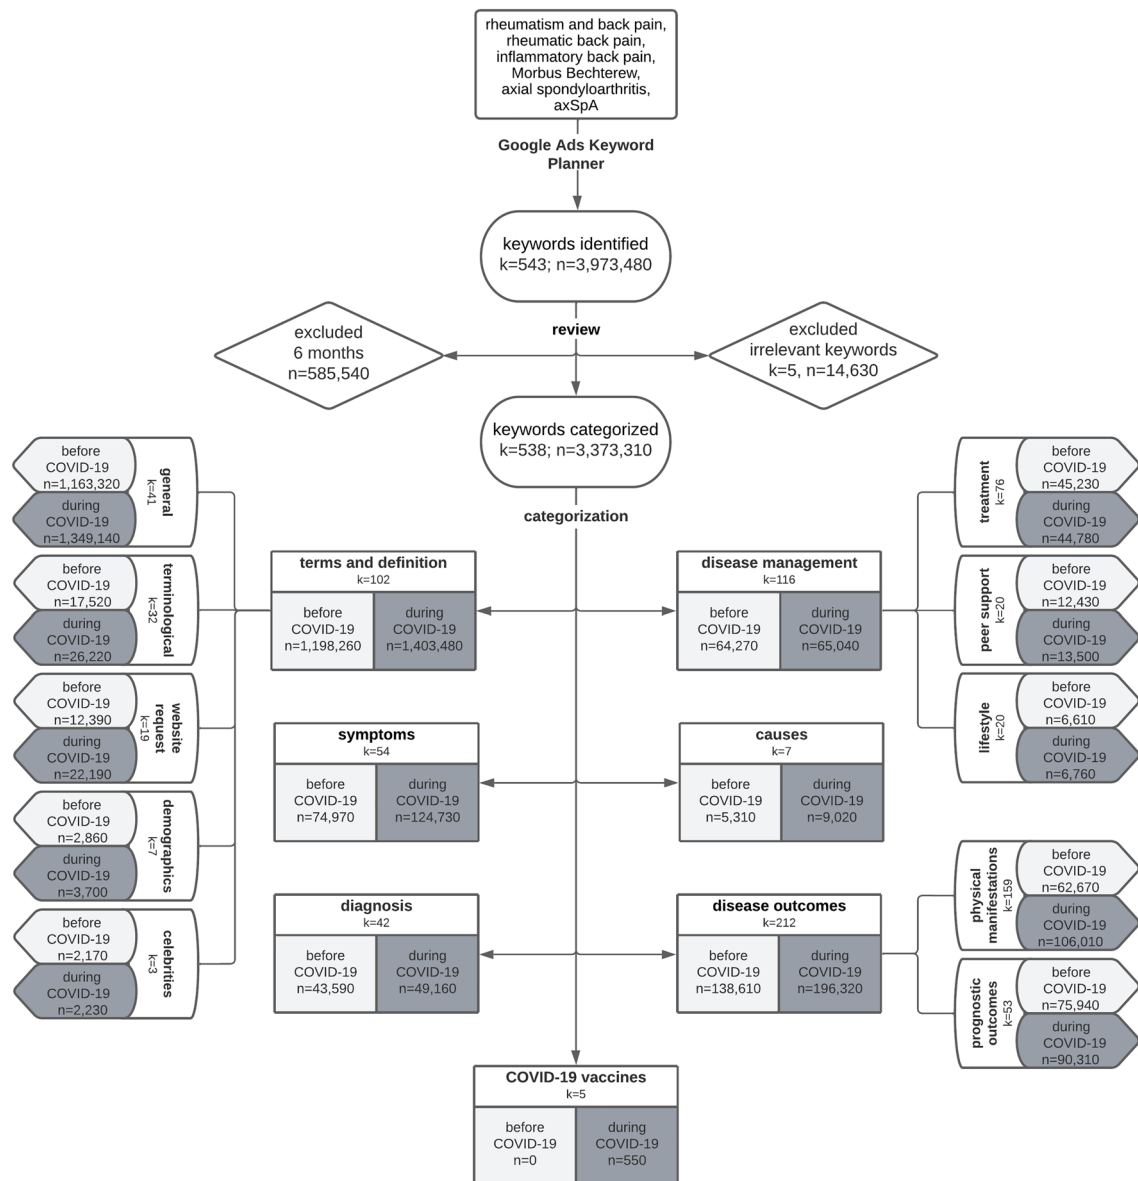 rheumatism and back pain,
rheumatic back pain,
inflammatory back pain,
Morbus Bechterew,
axial spondyloarthritis,
axSpA
Google Ads Keyword
Planner
keywords identified
k=543; n=3,973,480
review
excluded
6 months
n=585,540
excluded
irrelevant keywords
k=5, n=14,630
keywords categorized
k=538; n=3,373,310
categorization
before
COVID-19
n=1,163,320
during
COVID-19
n=1,349,140
general
k=41
before
COVID-19
n=17,520
during
COVID-19
n=26,220
terminological
k=32
before
COVID-19
n=12,390
during
COVID-19
n=22,190
website
request
k=19
before
COVID-19
n=2,860
during
COVID-19
n=3,700
demographics
k=7
before
COVID-19
n=2,170
during
COVID-19
n=2,230
celebrities
k=3
terms and definition
k=102
before
COVID-19
n=1,198,260
during
COVID-19
n=1,403,480
disease management
k=116
before
COVID-19
n=64,270
during
COVID-19
n=65,040
symptoms
k=54
before
COVID-19
n=74,970
during
COVID-19
n=124,730
causes
k=7
before
COVID-19
n=5,310
during
COVID-19
n=9,020
diagnosis
k=42
before
COVID-19
n=43,590
during
COVID-19
n=49,160
disease outcomes
k=212
before
COVID-19
n=138,610
during
COVID-19
n=196,320
treatment
k=76
before
COVID-19
n=45,230
during
COVID-19
n=44,780
peer support
k=20
before
COVID-19
n=12,430
during
COVID-19
n=13,500
lifestyle
k=20
before
COVID-19
n=6,610
during
COVID-19
n=6,760
physical
manifestations
k=159
before
COVID-19
n=62,670
during
COVID-19
n=106,010
prognostic
outcomes
k=53
before
COVID-19
n=75,940
during
COVID-19
n=90,310
COVID-19 vaccines
k=5
before
COVID-19
n=0
during
COVID-19
n=550